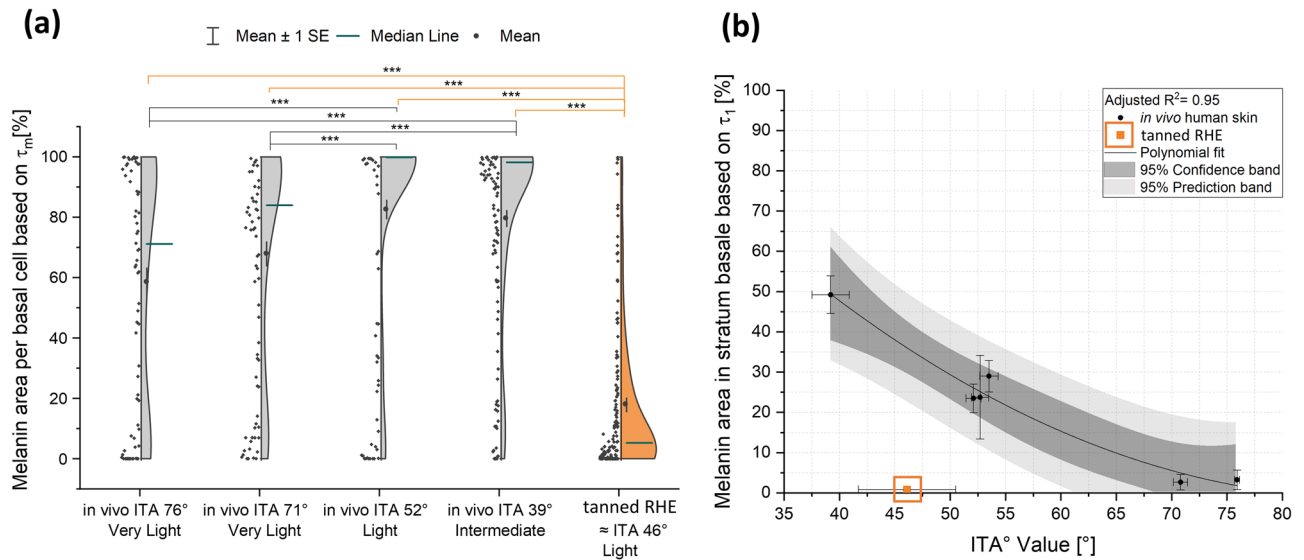 (a)
Mean ± 1 SE
Median Line
Mean
***
***
***
***
***
***
***
***
Melanin area per basal cell based on τm[%]
100
80
60
40
20
0
in vivo ITA 76°
Very Light
in vivo ITA 71°
Very Light
in vivo ITA 52°
Light
in vivo ITA 39°
Intermediate
tanned RHE
≈ ITA 46°
Light
(b)
Melanin area in stratum basale based on τ1 [%]
100
90
80
70
60
50
40
30
20
10
0
Adjusted R²= 0.95
in vivo human skin
tanned RHE
Polynomial fit
95% Confidence band
95% Prediction band
35 40 45 50 55 60 65 70 75 80
ITA° Value [°]